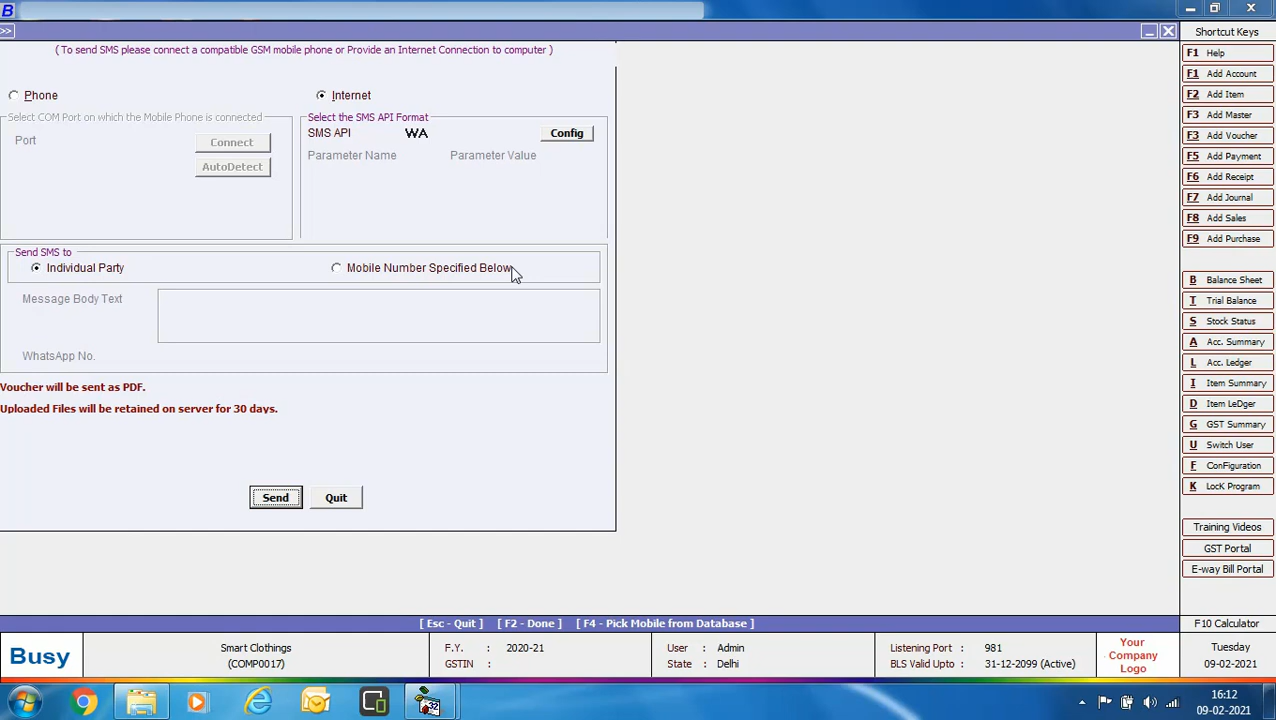 B
>>
Shortcut Keys
( To send SMS please connect a compatible GSM mobile phone or Provide an Internet Connection to computer )
F1 Help
F1 Add Account
F2 Add Item
F3 Add Master
F3 Add Voucher
F5 Add Payment
F6 Add Receipt
F7 Add Journal
F8 Add Sales
F9 Add Purchase
B Balance Sheet
T Trial Balance
S Stock Status
A Acc. Summary
L Acc. Ledger
I Item Summary
D Item LeDger
G GST Summary
U Switch User
F ConFiguration
K LocK Program
Training Videos
GST Portal
E-way Bill Portal
Phone
Internet
Select COM Port on which the Mobile Phone is connected
Port
Connect
AutoDetect
Select the SMS API Format
SMS API WA Config
Parameter Name Parameter Value
Send SMS to
Individual Party
Mobile Number Specified Below
Message Body Text
WhatsApp No.
Voucher will be sent as PDF.
Uploaded Files will be retained on server for 30 days.
Send Quit
[ Esc - Quit ] [ F2 - Done ] [ F4 - Pick Mobile from Database ]
F10 Calculator
Busy
Smart Clothings
(COMP0017)
F.Y. : 2020-21
GSTIN :
User : Admin
State : Delhi
Listening Port : 981
BLS Valid Upto : 31-12-2099 (Active)
Your
Company
Logo
Tuesday
09-02-2021
32
16:12
09-02-2021